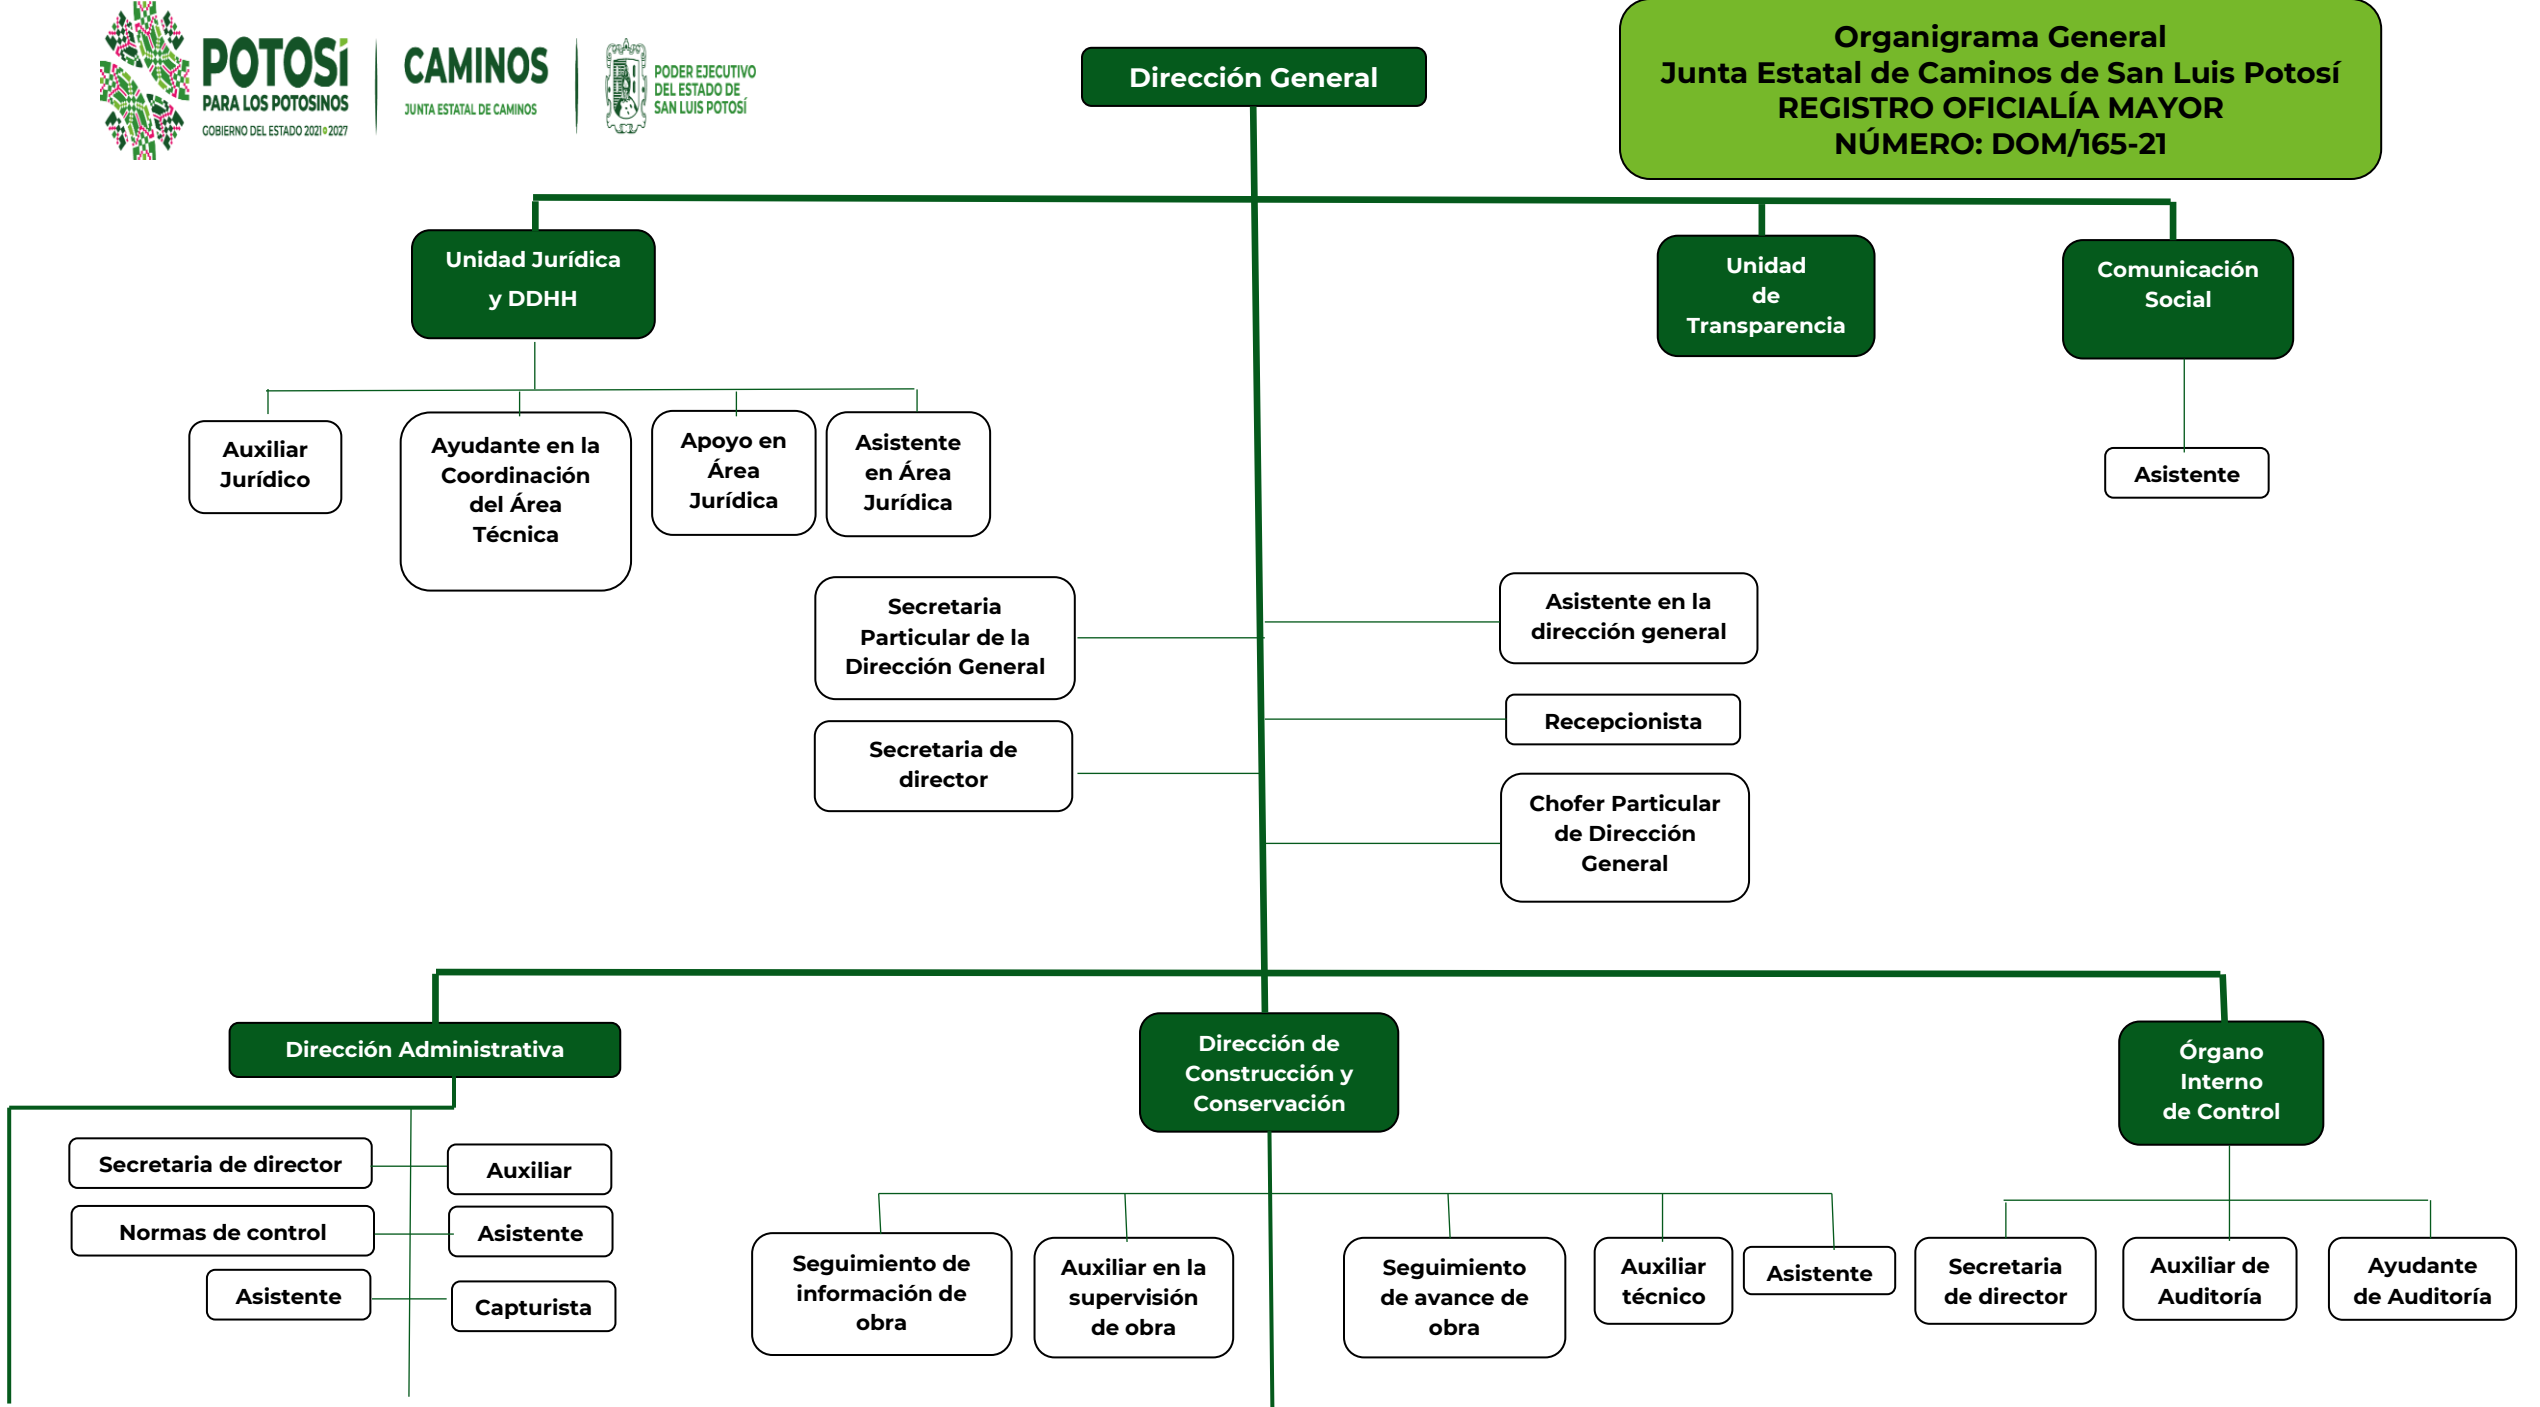 POTOSÍ
PARA LOS POTOSINOS
GOBIERNO DEL ESTADO 2021 2027
CAMINOS
JUNTA ESTATAL DE CAMINOS
PODER EJECUTIVO
DEL ESTADO DE
SAN LUIS POTOSÍ
Dirección General
Organigrama General
Junta Estatal de Caminos de San Luis Potosí
REGISTRO OFICIALÍA MAYOR
NÚMERO: DOM/165-21
Unidad Jurídica
y DDHH
Unidad
de
Transparencia
Comunicación
Social
Auxiliar
Jurídico
Ayudante en la
Coordinación
del Área
Técnica
Apoyo en
Área
Jurídica
Asistente
en Área
Jurídica
Asistente
Secretaria
Particular de la
Dirección General
Asistente en la
dirección general
Recepcionista
Secretaria de
director
Chofer Particular
de Dirección
General
Dirección Administrativa
Dirección de
Construcción y
Conservación
Órgano
Interno
de Control
Secretaria de director
Auxiliar
Normas de control
Asistente
Asistente
Capturista
Seguimiento de
información de
obra
Auxiliar en la
supervisión
de obra
Seguimiento
de avance de
obra
Auxiliar
técnico
Asistente
Secretaria
de director
Auxiliar de
Auditoría
Ayudante
de Auditoría